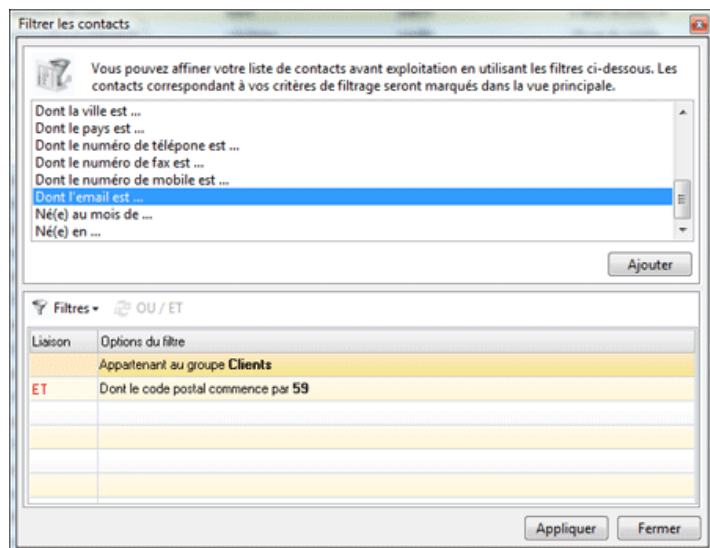 Filtrer les contacts
Vous pouvez affiner votre liste de contacts avant exploitation en utilisant les filtres ci-dessous. Les
contacts correspondant à vos critères de filtrage seront marqués dans la vue principale.
Dont la ville est ...
Dont le pays est ...
Dont le numéro de télépone est ...
Dont le numéro de fax est ...
Dont le numéro de mobile est ...
Dont l'email est ...
Né(e) au mois de ...
Né(e) en ...
Ajouter
Filtres OU / ET
Liaison Options du filtre
Appartenant au groupe Clients
ET Dont le code postal commence par 59
Appliquer Fermer